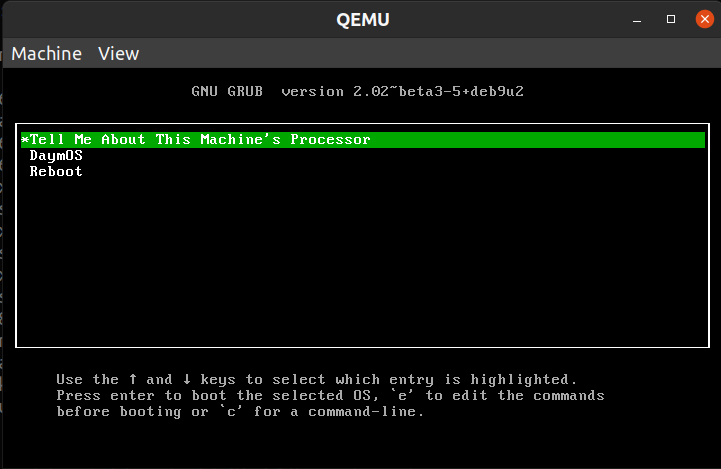 QEMU
Machine View
GNU GRUB version 2.02~beta3-5+deb9u2
*Tell Me About This Machine's Processor
DaymOS
Reboot
Use the ↑ and ↓ keys to select which entry is highlighted.
Press enter to boot the selected OS, `e' to edit the commands
before booting or `c' for a command-line.